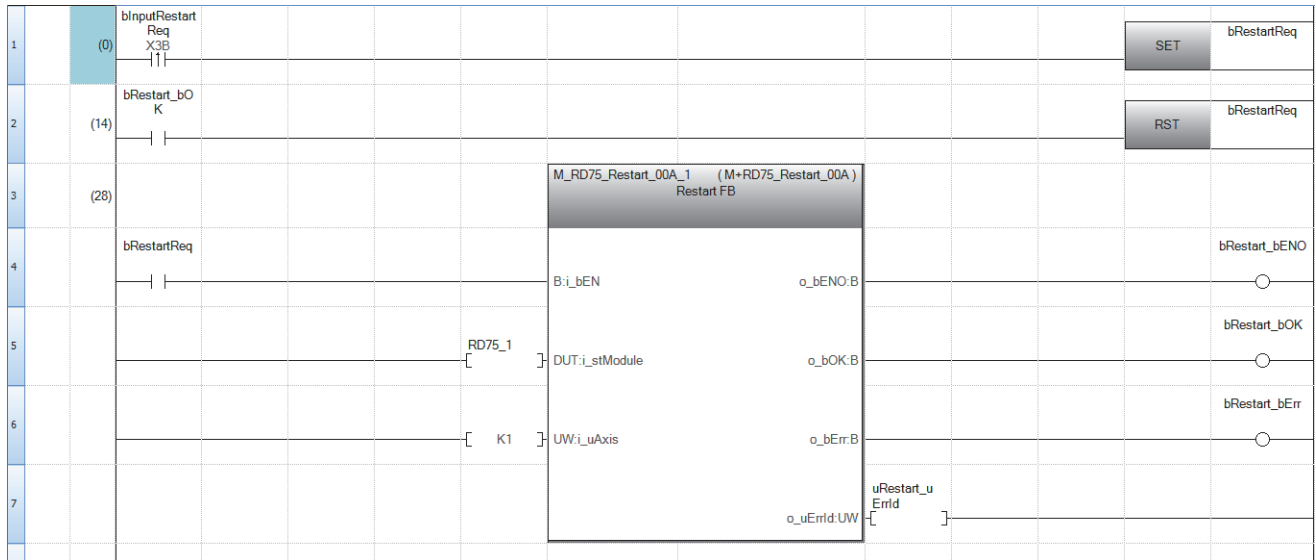 bInputRestart
Req
X3B
1
(0)
SET
bRestartReq
bRestart_bO
K
2
(14)
RST
bRestartReq
3
(28)
M_RD75_Restart_00A_1 (M+RD75_Restart_00A)
Restart FB
4
bRestartReq
B:i_bEN
o_bENO:B
bRestart_bENO
5
RD75_1
DUT:i_stModule
o_bOK:B
bRestart_bOK
6
K1
UW:i_uAxis
o_bErr:B
bRestart_bErr
7
o_uErrId:UW
uRestart_u
ErrId